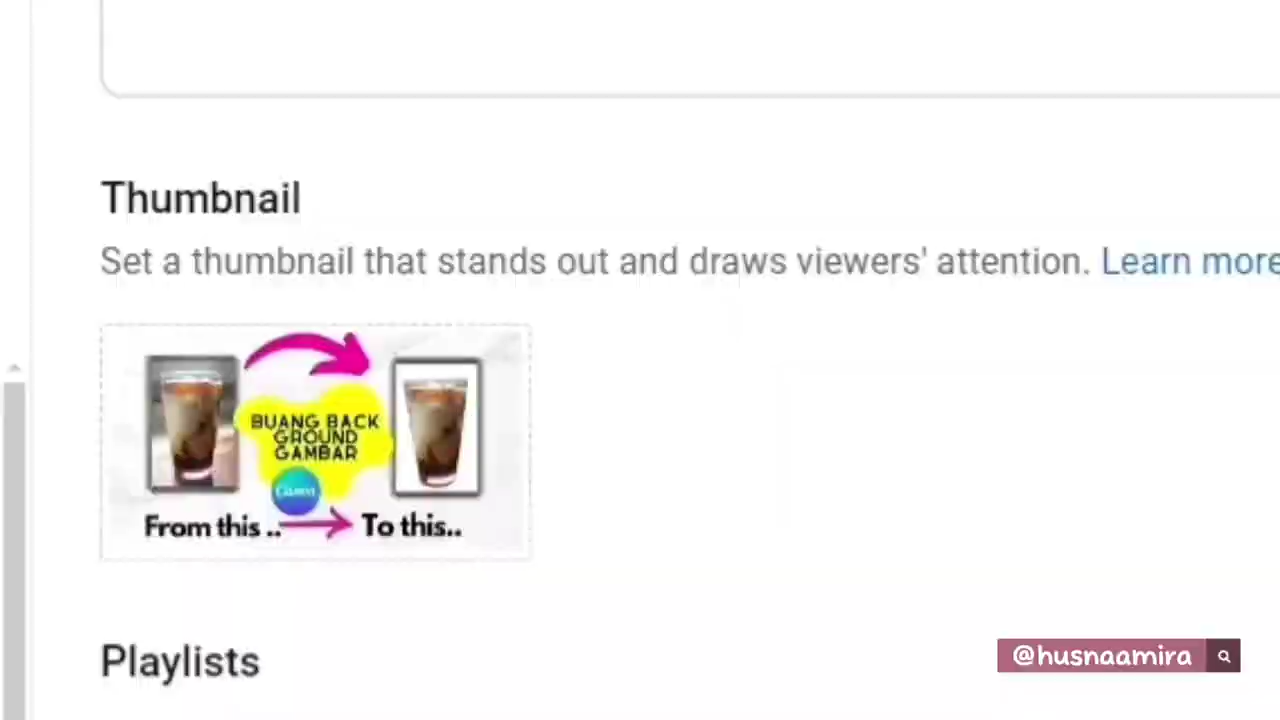 Thumbnail
Set a thumbnail that stands out and draws viewers' attention. Learn more
BUANG BACK
GROUND
GAMBAR
Canva
From this ..
To this..
Playlists
@husnaamira